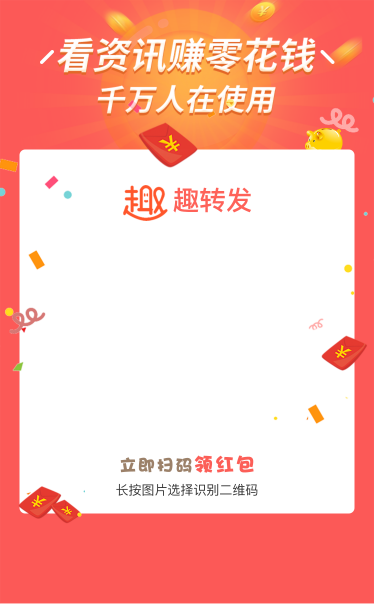 看资讯赚零花钱
千万人在使用
趣 趣转发
立即扫码领红包
长按图片选择识别二维码